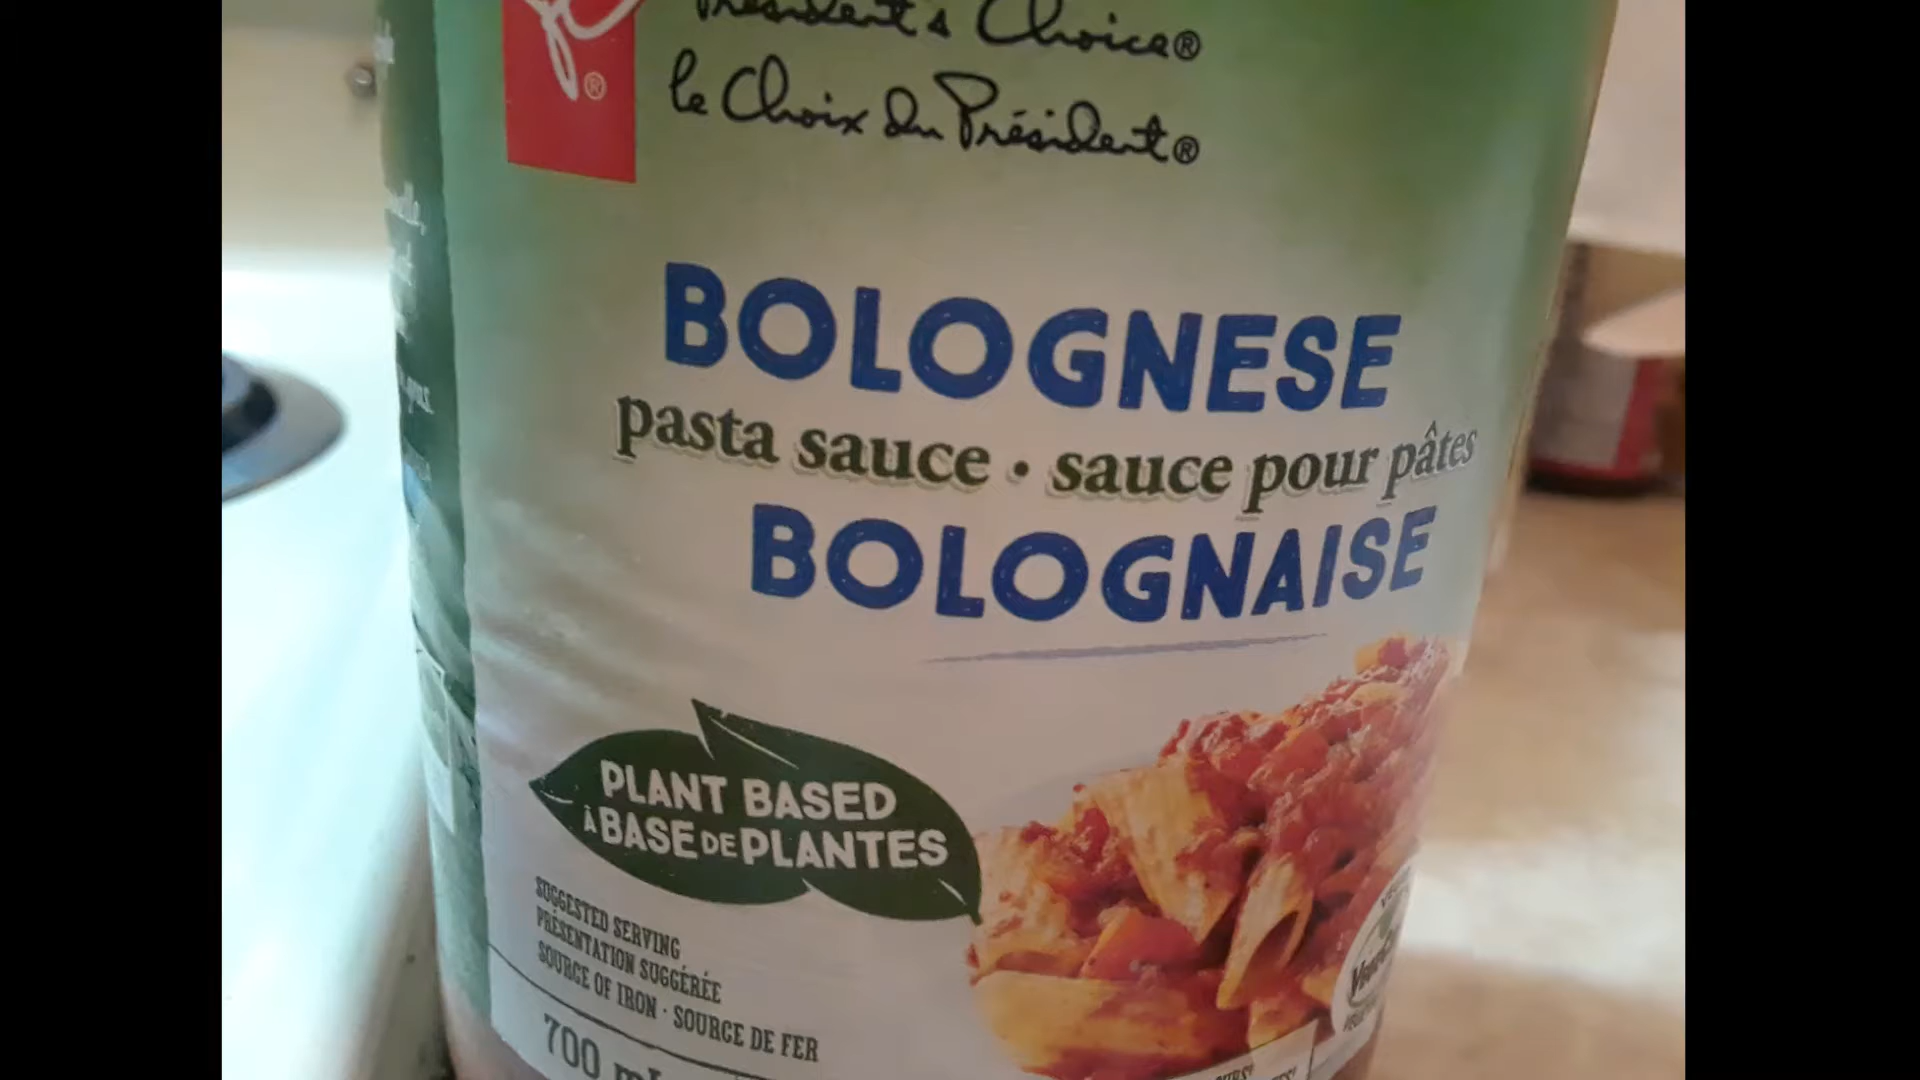 President's Choice®
le Choix du Président®
BOLOGNESE
pasta sauce · sauce pour pâtes
BOLOGNAISE
PLANT BASED
À BASE DE PLANTES
SUGGESTED SERVING
PRÉSENTATION SUGGÉRÉE
SOURCE OF IRON · SOURCE DE FER
700 mL